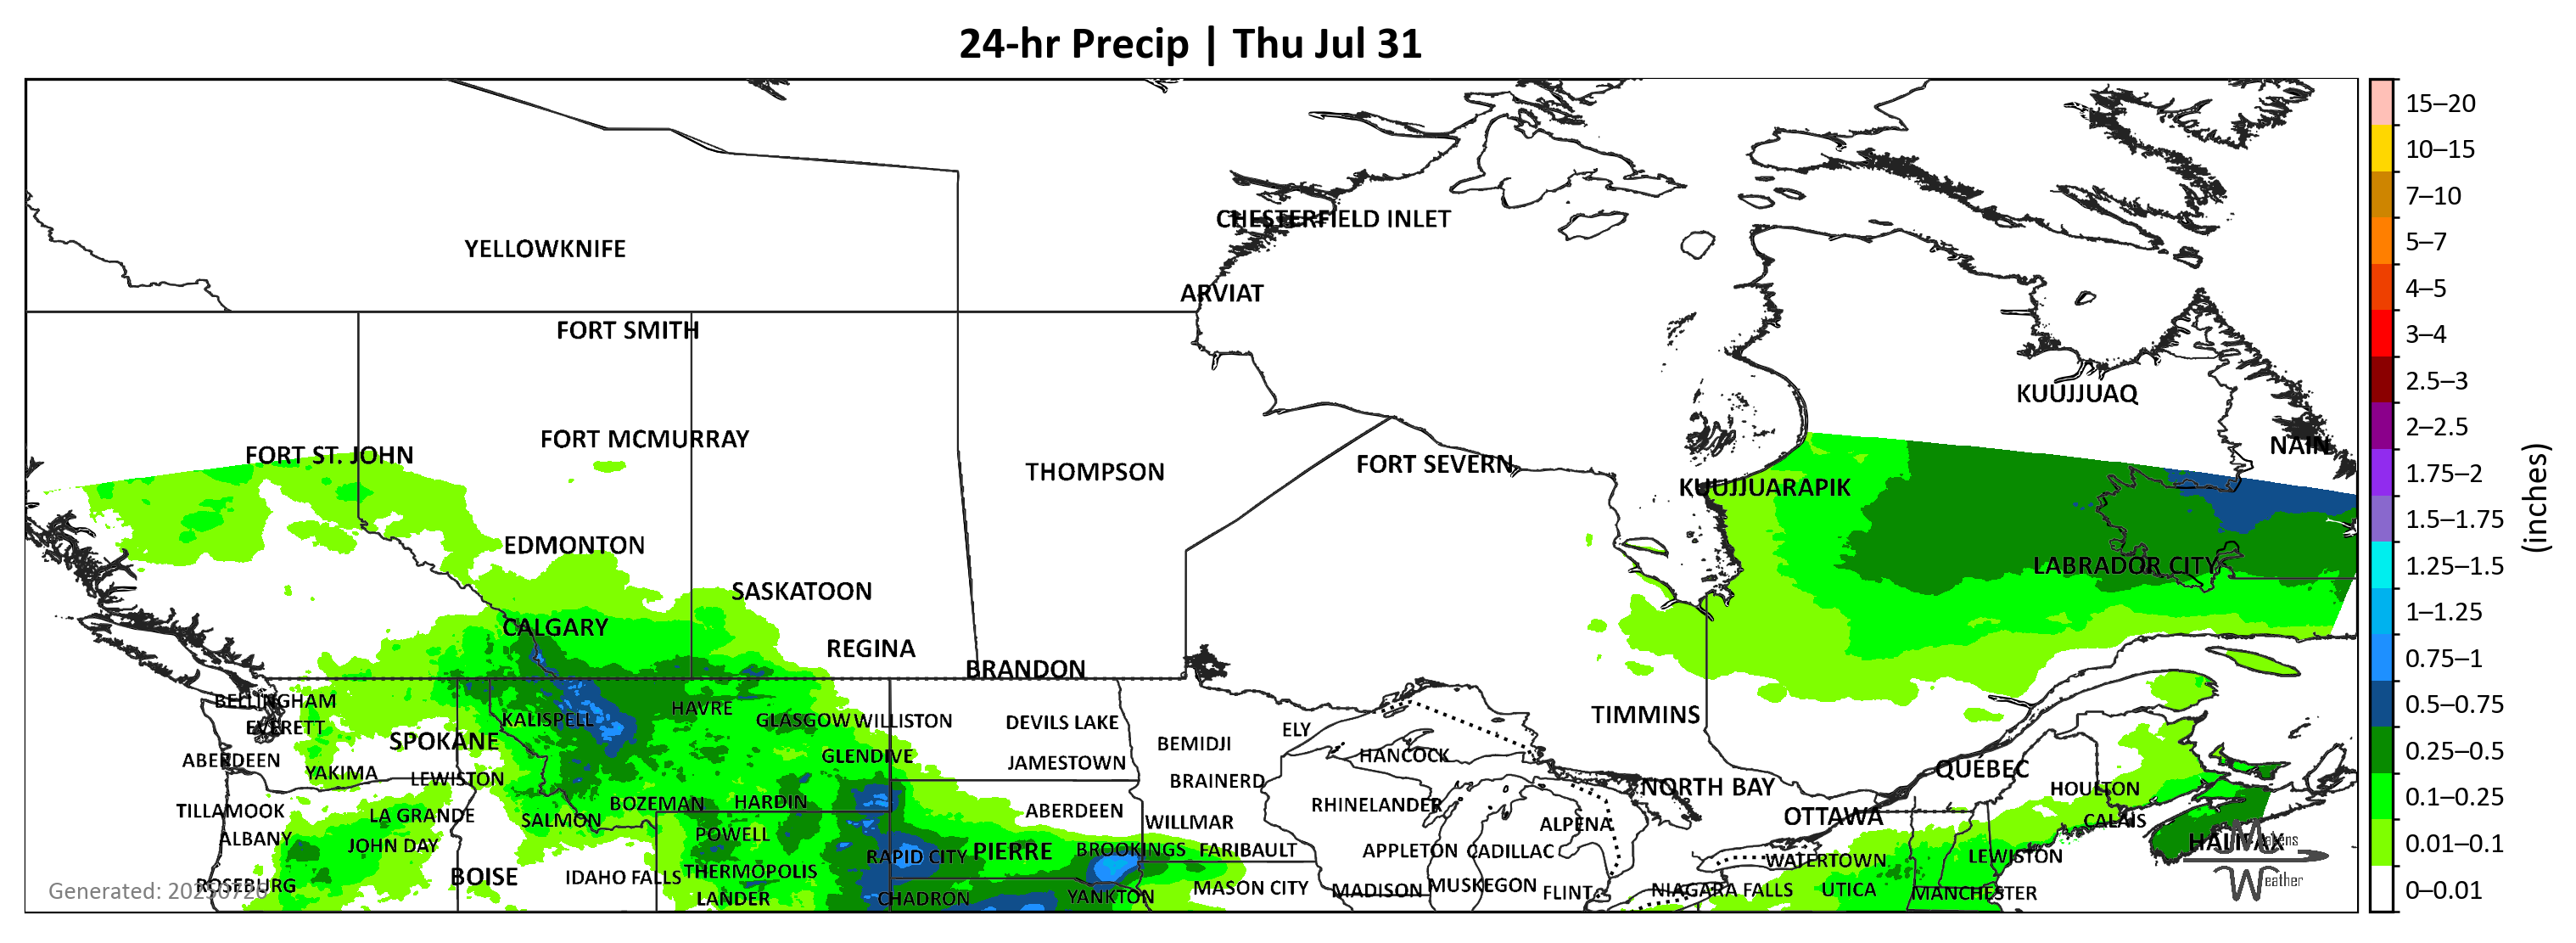 24-hr Precip | Thu Jul 31
CHESTERFIELD INLET
YELLOWKNIFE
ARVIAT
FORT SMITH
KUUJJUAQ
FORT MCMURRAY
NAIN
FORT ST. JOHN
FORT SEVERN
THOMPSON
KUUJJUARAPIK
EDMONTON
LABRADOR CITY
SASKATOON
CALGARY
REGINA
BRANDON
BELLINGHAM
HAVRE
TIMMINS
KALISPELL
GLASGOW
WILLISTON
DEVILS LAKE
EVERETT
ELY
SPOKANE
BEMIDJI
GLENDIVE
HANCOCK
ABERDEEN
JAMESTOWN
QUÉBEC
YAKIMA
LEWISTON
BRAINERD
NORTH BAY
HOULTON
BOZEMAN
HARDIN
RHINELANDER
TILLAMOOK
ABERDEEN
LA GRANDE
SALMON
OTTAWA
CALAIS
WILLMAR
ALPENA
POWELL
ALBANY
JOHN DAY
HALIFAX
PIERRE
BROOKINGS
FARIBAULT
APPLETON
CADILLAC
RAPID CITY
LEWISTON
WATERTOWN
THERMOPOLIS
BOISE
IDAHO FALLS
ROSEBURG
MASON CITY
MADISON
MUSKEGON
FLINT
NIAGARA FALLS
UTICA
MANCHESTER
LANDER
CHADRON
YANKTON
Weather
15–20
10–15
7–10
5–7
4–5
3–4
2.5–3
2–2.5
1.75–2
1.5–1.75
1.25–1.5
1–1.25
0.75–1
0.5–0.75
0.25–0.5
0.1–0.25
0.01–0.1
0–0.01
(inches)
Generated: